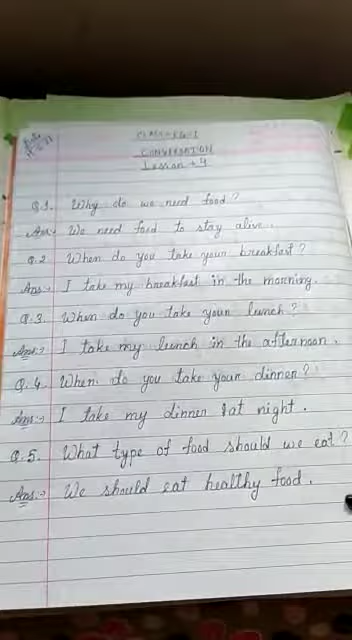 CLASS-KG-I
CONVERSATION
Lesson - 4
Q.1. Why do we need food?
Ans:- We need food to stay alive.
Q.2 When do you take your breakfast?
Ans:- I take my breakfast in the morning.
Q.3. When do you take your lunch?
Ans:- I take my lunch in the afternoon.
Q.4. When do you take your dinner?
Ans:- I take my dinner at night.
Q.5. What type of food should we eat?
Ans:- We should eat healthy food.